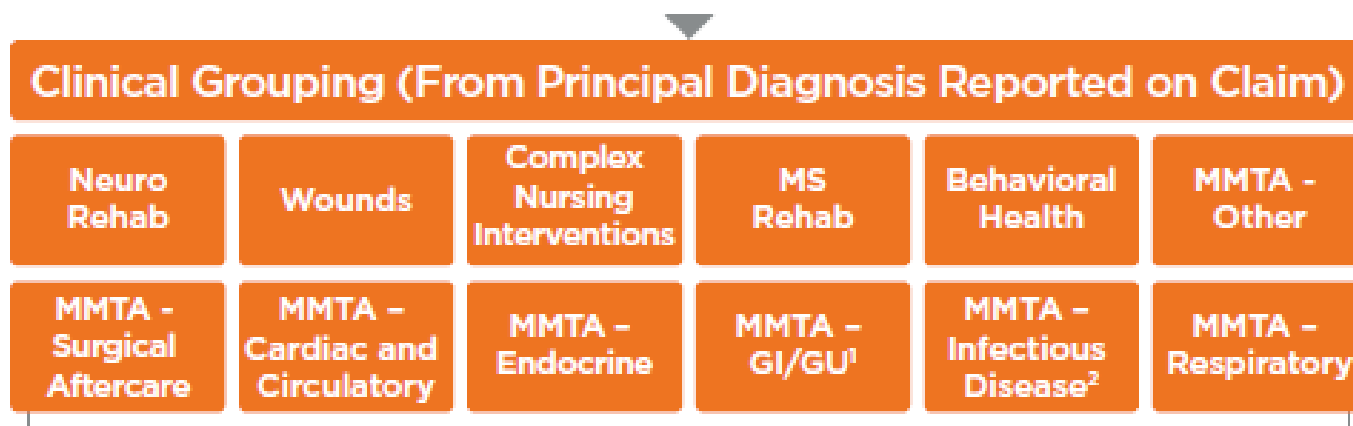 Clinical Grouping (From Principal Diagnosis Reported on Claim)
Neuro
Rehab
Wounds
Complex
Nursing
Interventions
MS
Rehab
Behavioral
Health
MMTA -
Other
MMTA -
Surgical
Aftercare
MMTA –
Cardiac and
Circulatory
MMTA –
Endocrine
MMTA –
GI/GU¹
MMTA –
Infectious
Disease²
MMTA –
Respiratory